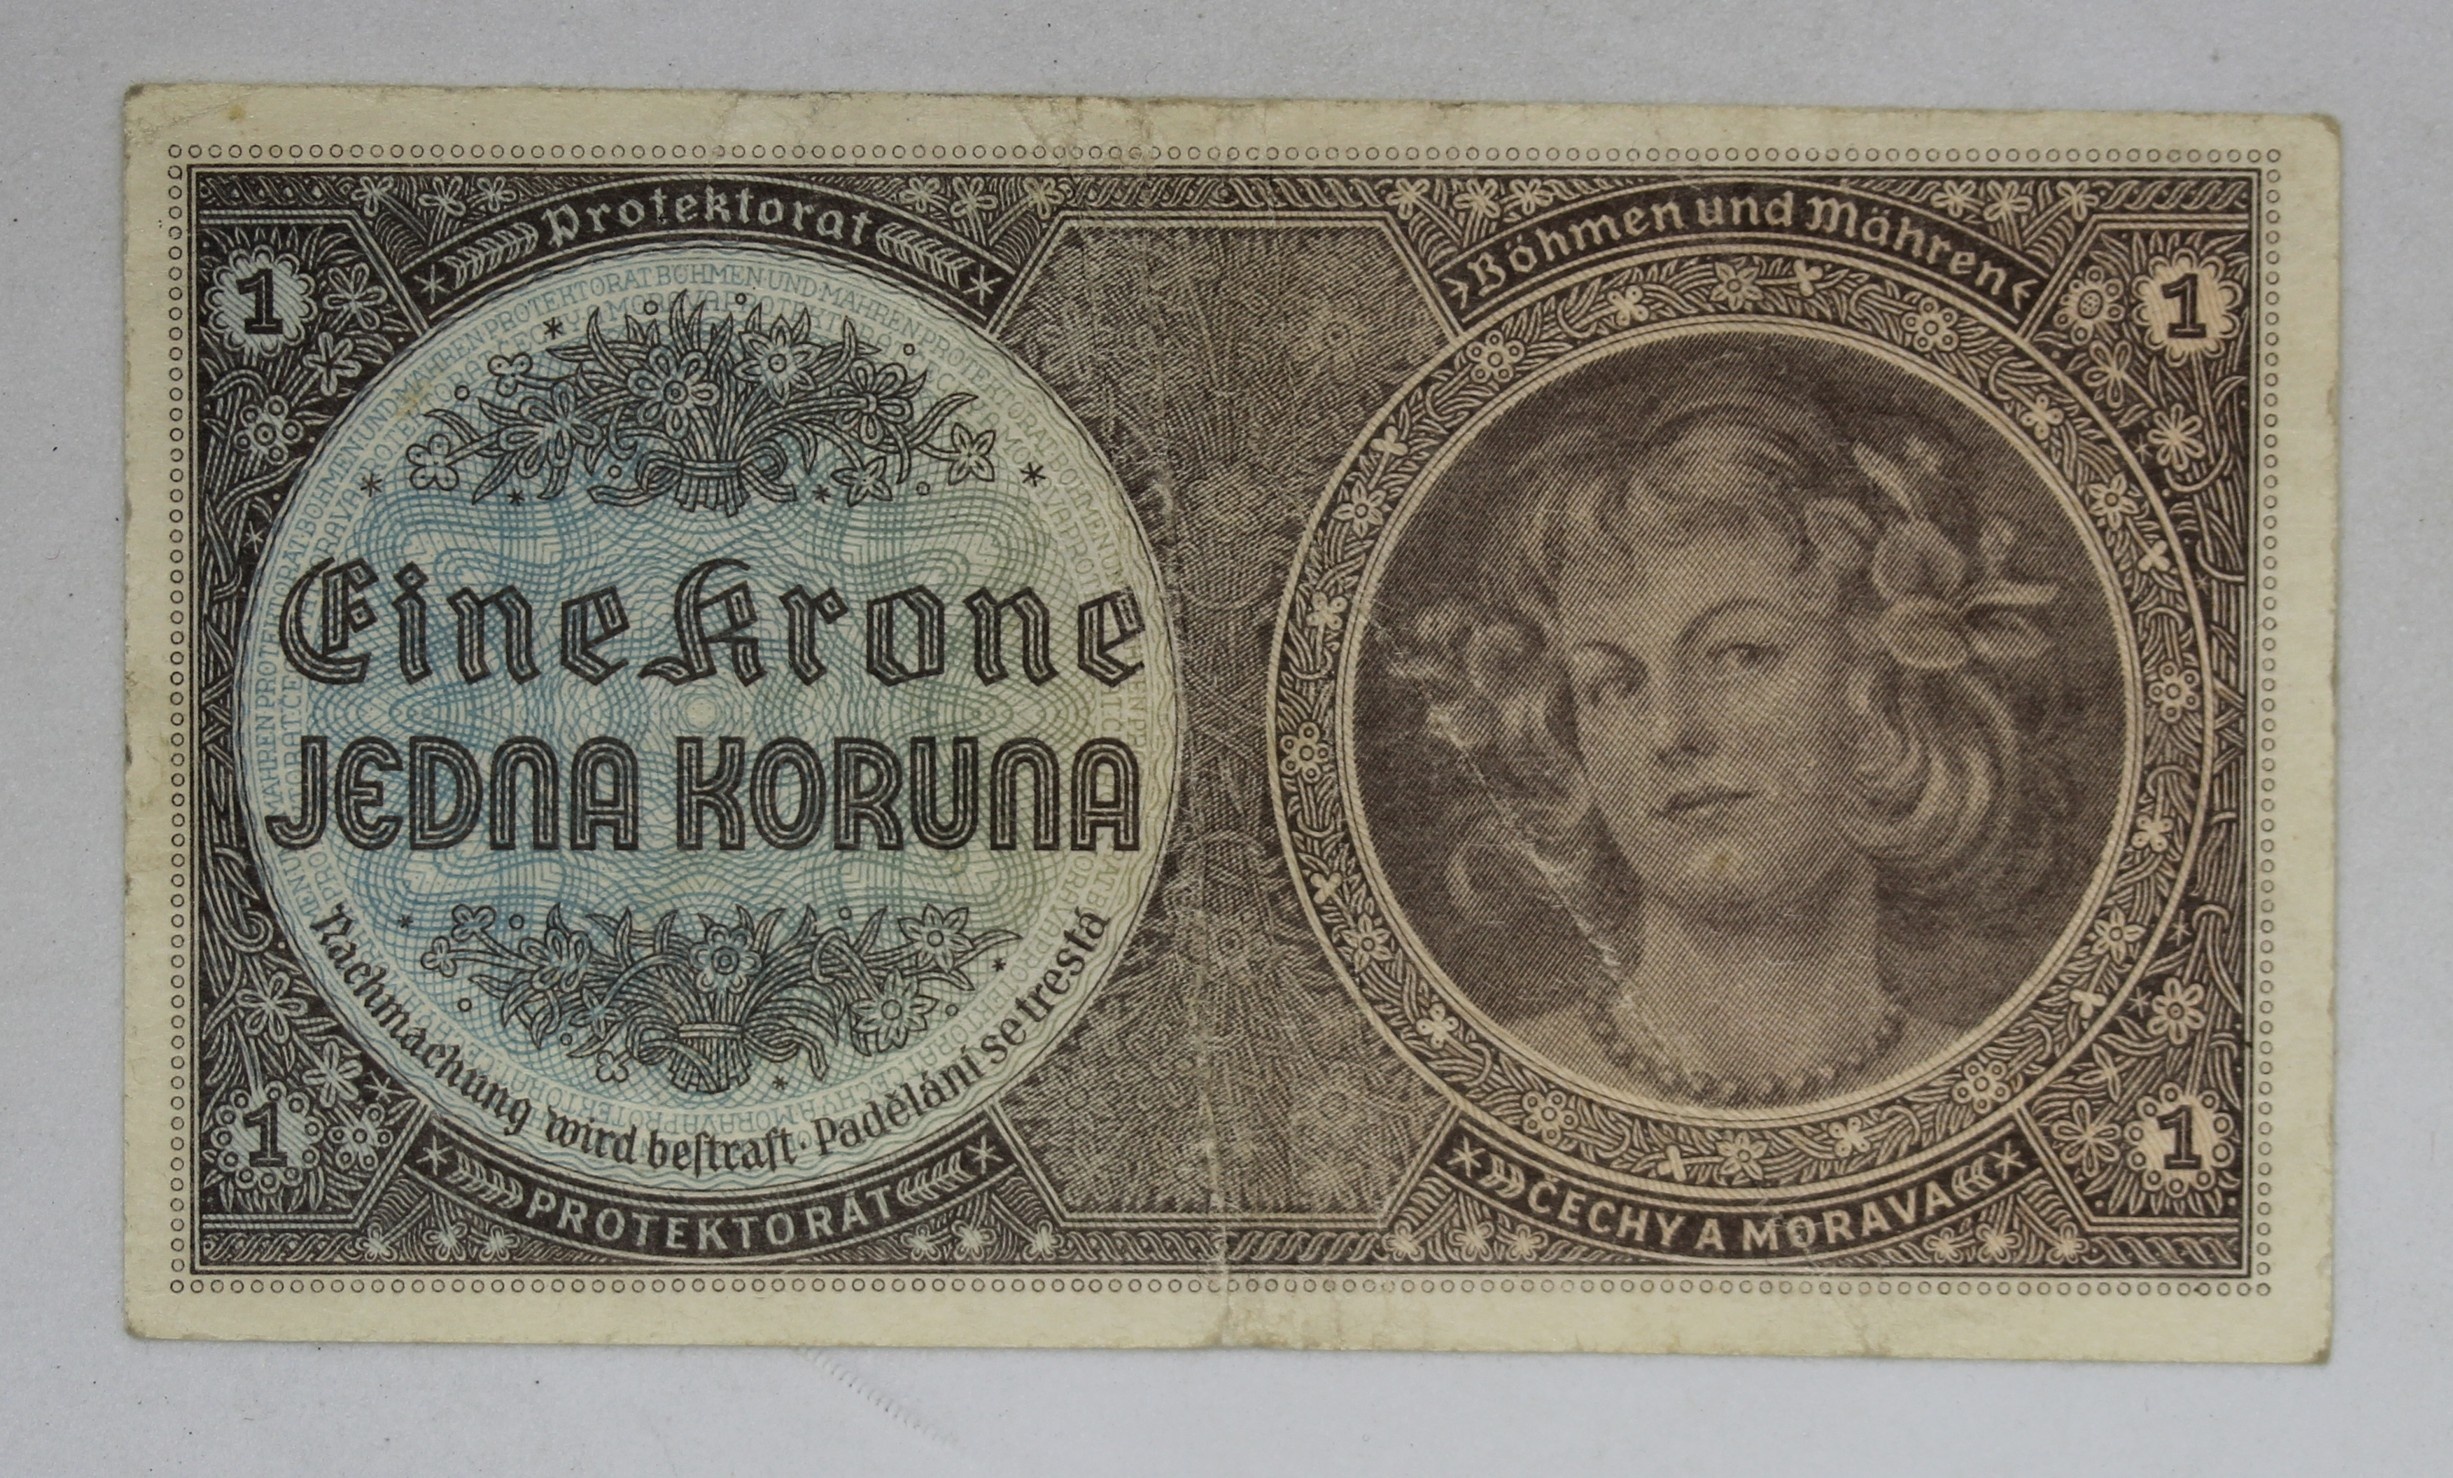 Protektorat
Böhmen und Mähren
1
1
Eine Krone
JEDNA KORUNA
Nachmachung wird bestraft · Padělání se trestá
1
1
PROTEKTORÁT
ČECHY A MORAVA